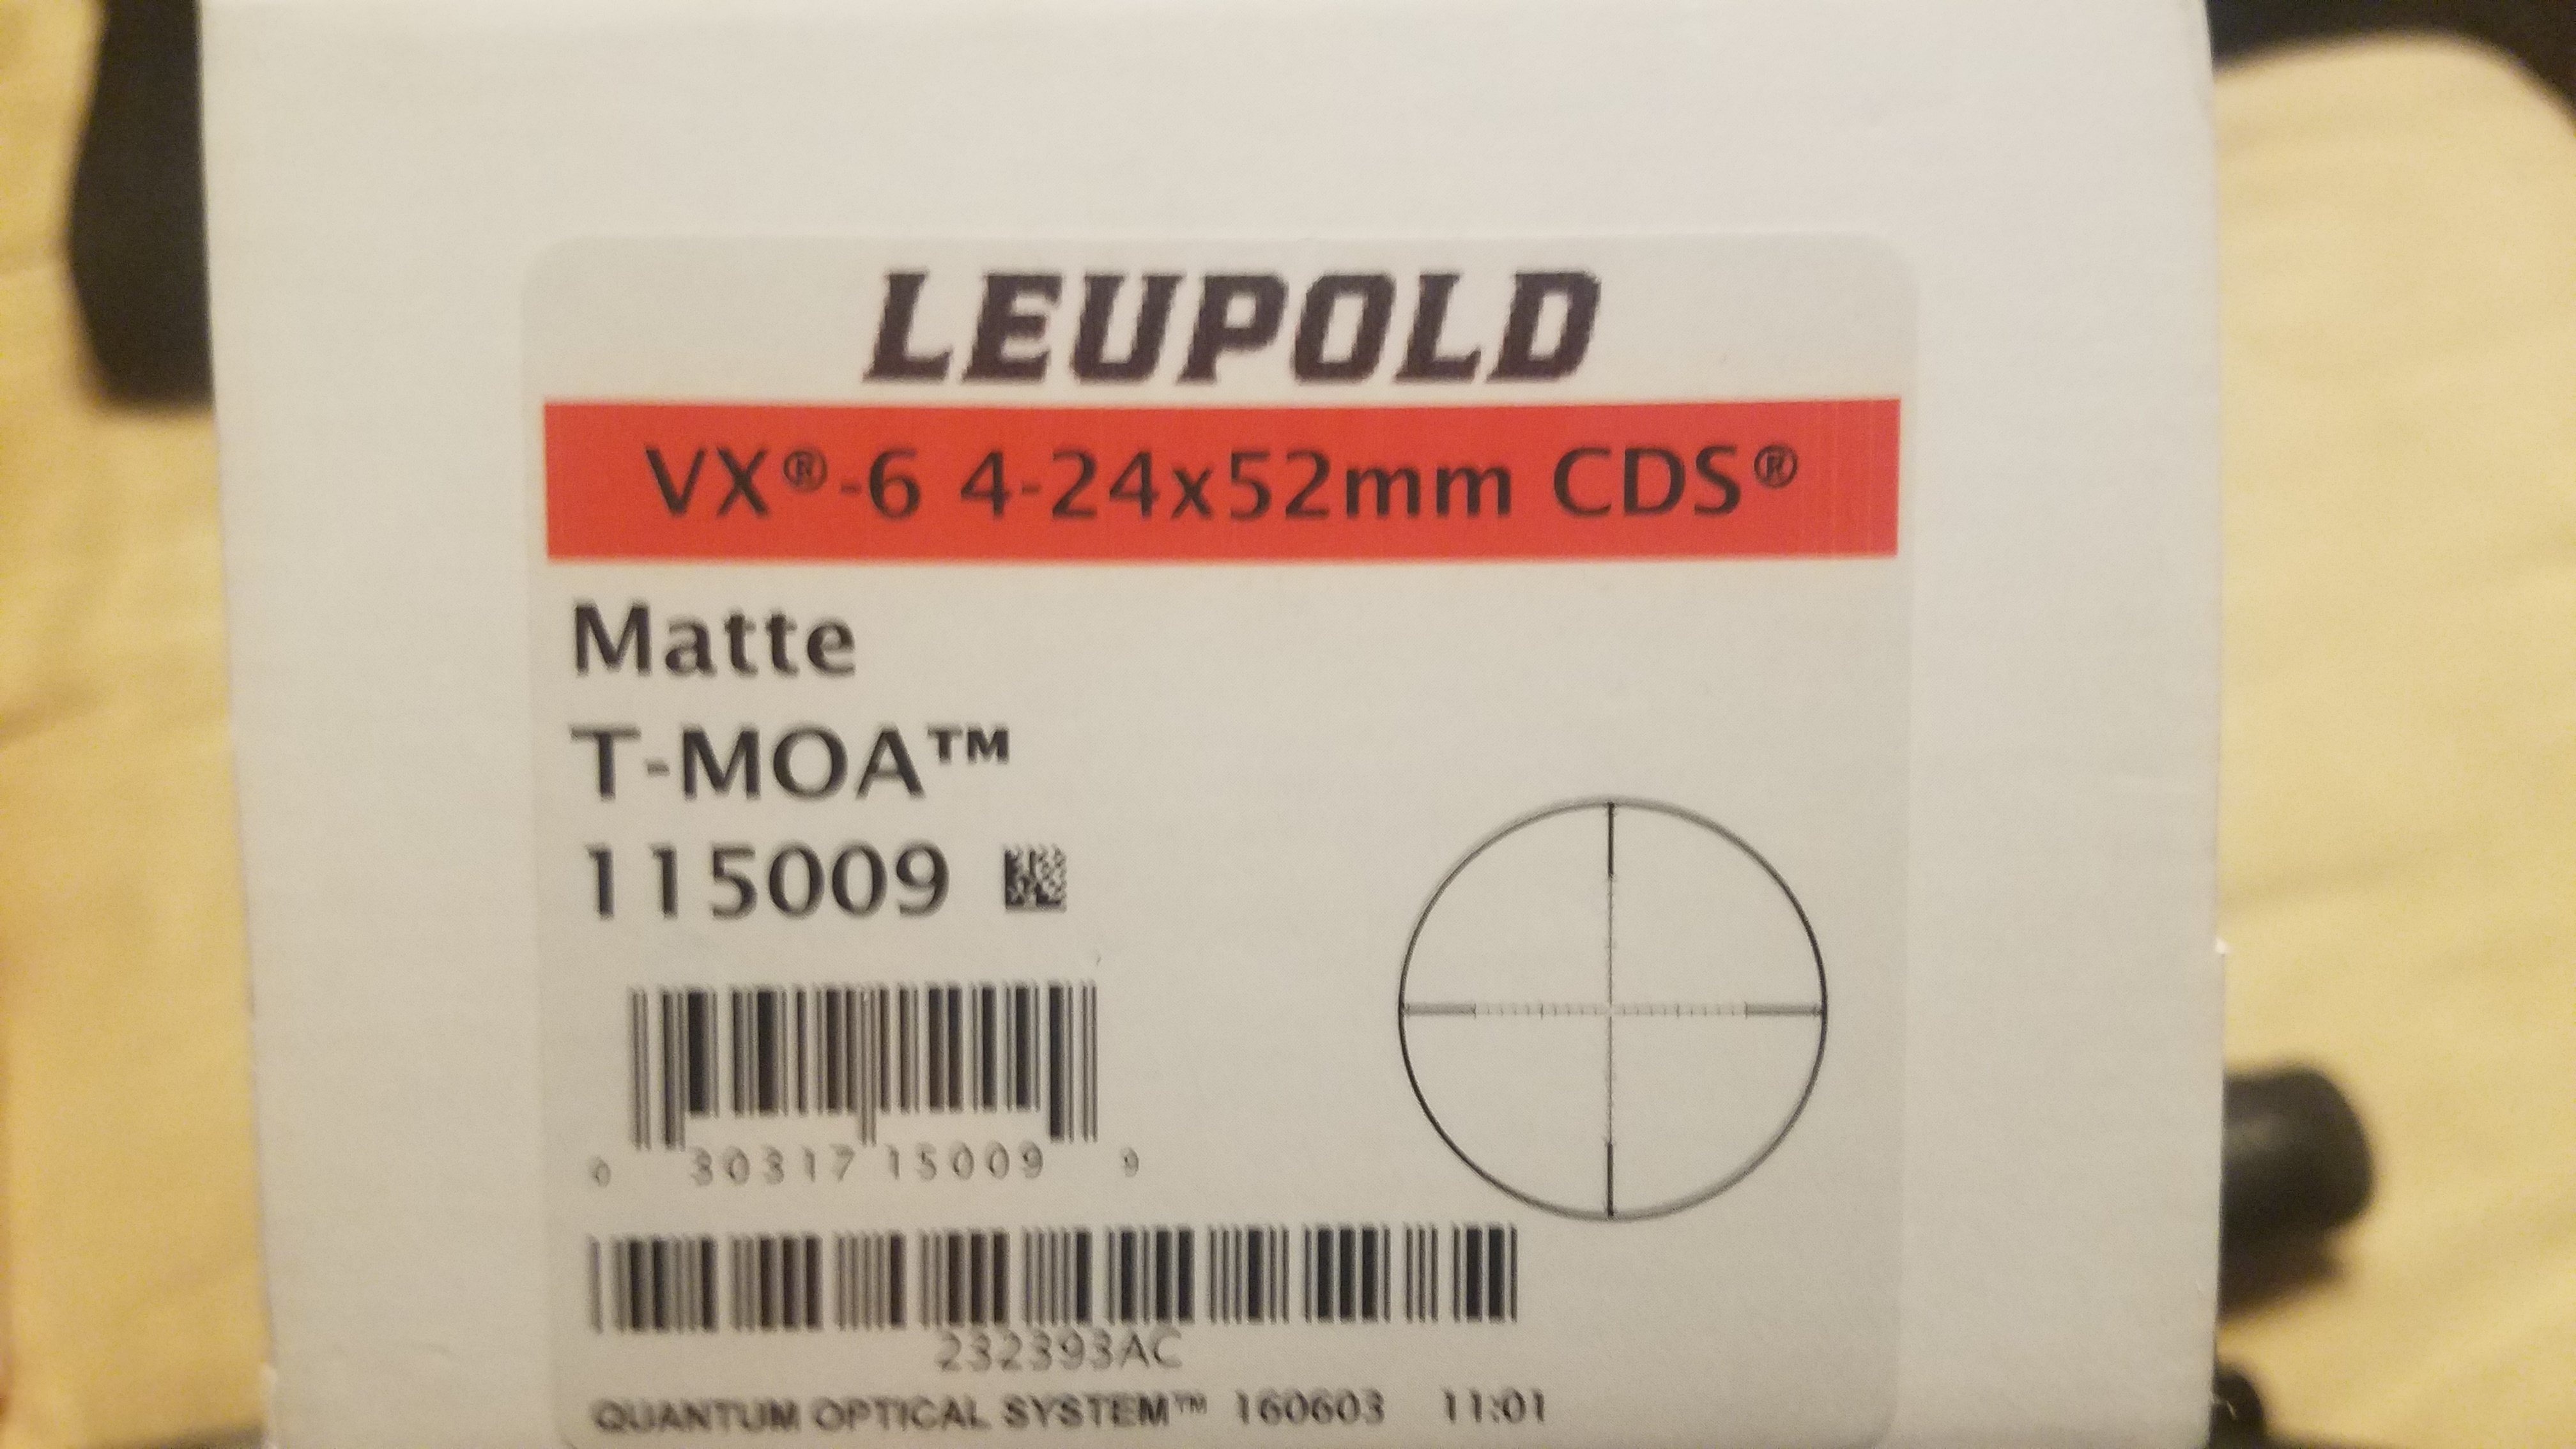 LEUPOLD
VX®-6 4-24x52mm CDS®
Matte
T-MOA™
115009
0 30317 15009 9
232393AC
QUANTUM OPTICAL SYSTEM™ 160603 11:01